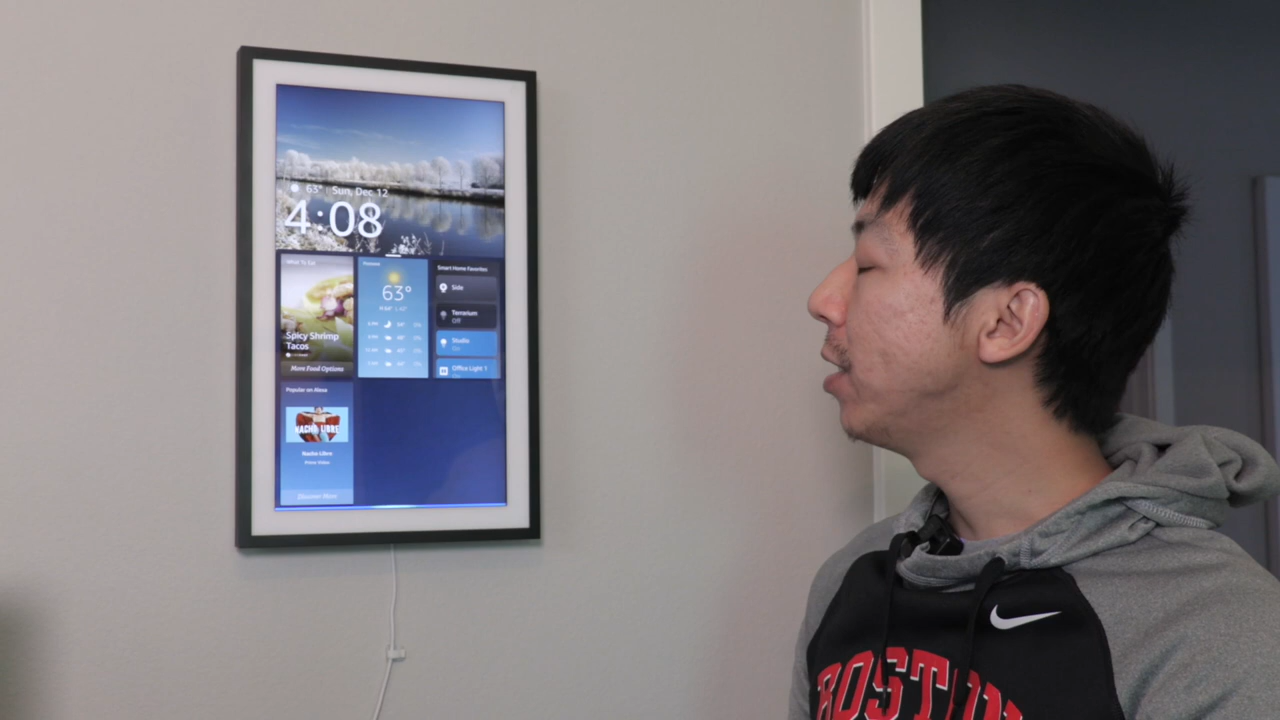 63° Sun, Dec 12
4:08
What To Eat
Spicy Shrimp
Tacos
More Food Options
63°
Smart Home Favorites
Side
Terrarium
Off
Studio
Office Light 1
Popular on Alexa
NACHO LIBRE
Nacho Libre
Prime Video
Discover More
BOSTON